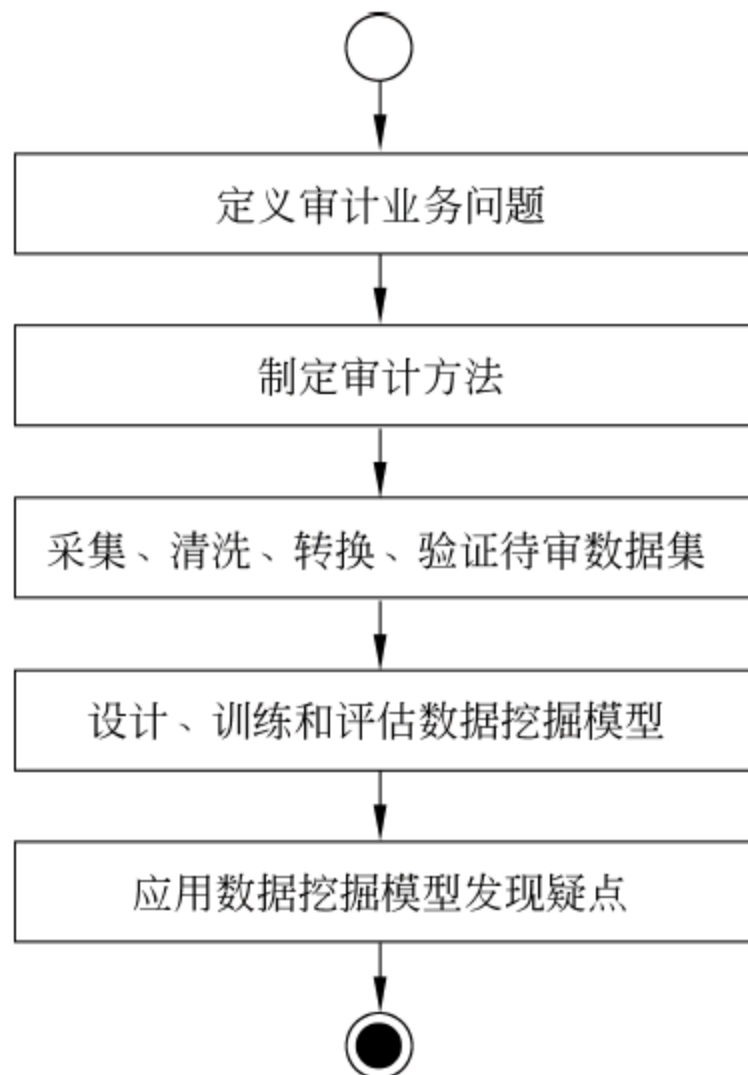 定义审计业务问题
制定审计方法
采集、清洗、转换、验证待审数据集
设计、训练和评估数据挖掘模型
应用数据挖掘模型发现疑点